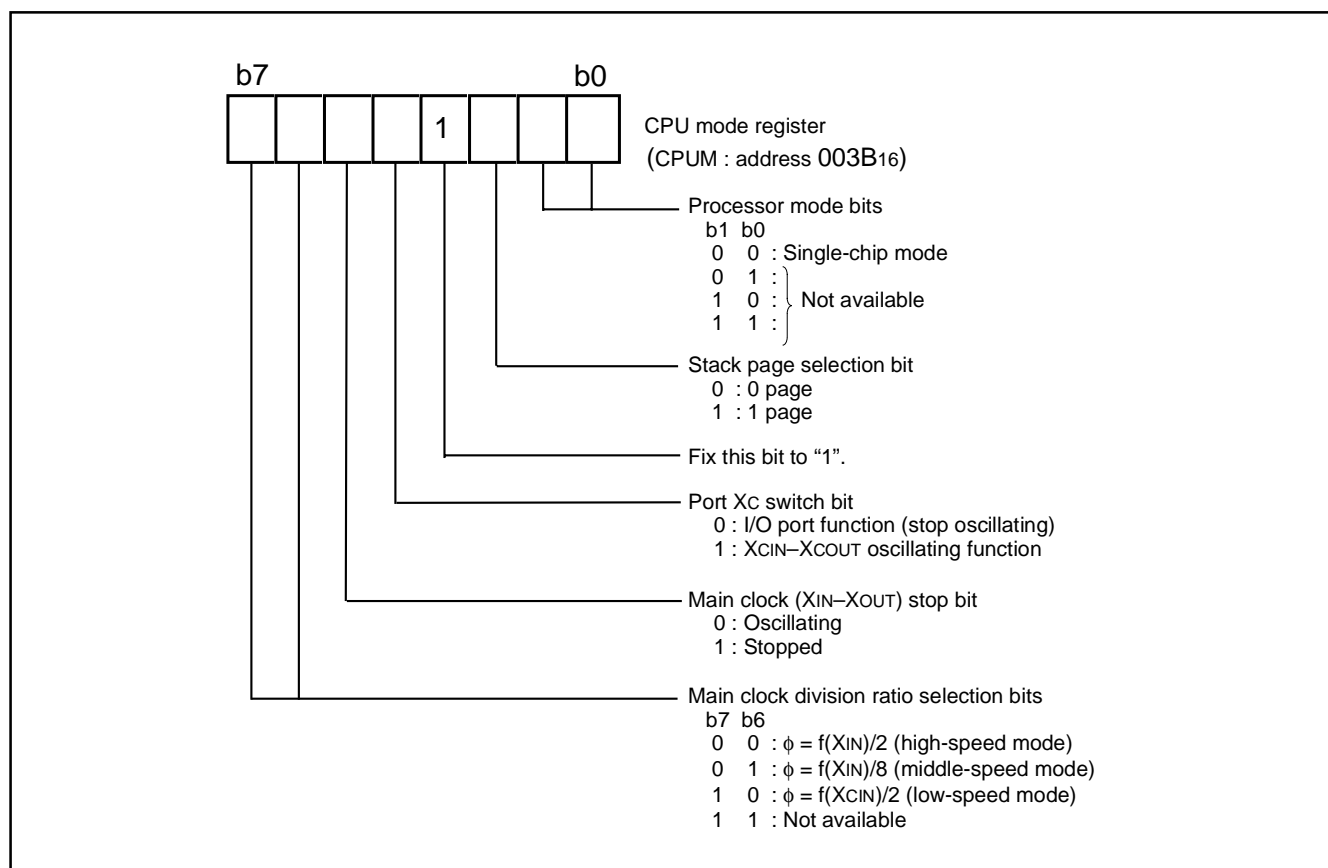 b7 b0
1
CPU mode register
(CPUM : address 003B16)
Processor mode bits
b1 b0
0 0 : Single-chip mode
0 1 :
1 0 : Not available
1 1 :
Stack page selection bit
0 : 0 page
1 : 1 page
Fix this bit to “1”.
Port XC switch bit
0 : I/O port function (stop oscillating)
1 : XCIN–XCOUT oscillating function
Main clock (XIN–XOUT) stop bit
0 : Oscillating
1 : Stopped
Main clock division ratio selection bits
b7 b6
0 0 : φ = f(XIN)/2 (high-speed mode)
0 1 : φ = f(XIN)/8 (middle-speed mode)
1 0 : φ = f(XCIN)/2 (low-speed mode)
1 1 : Not available